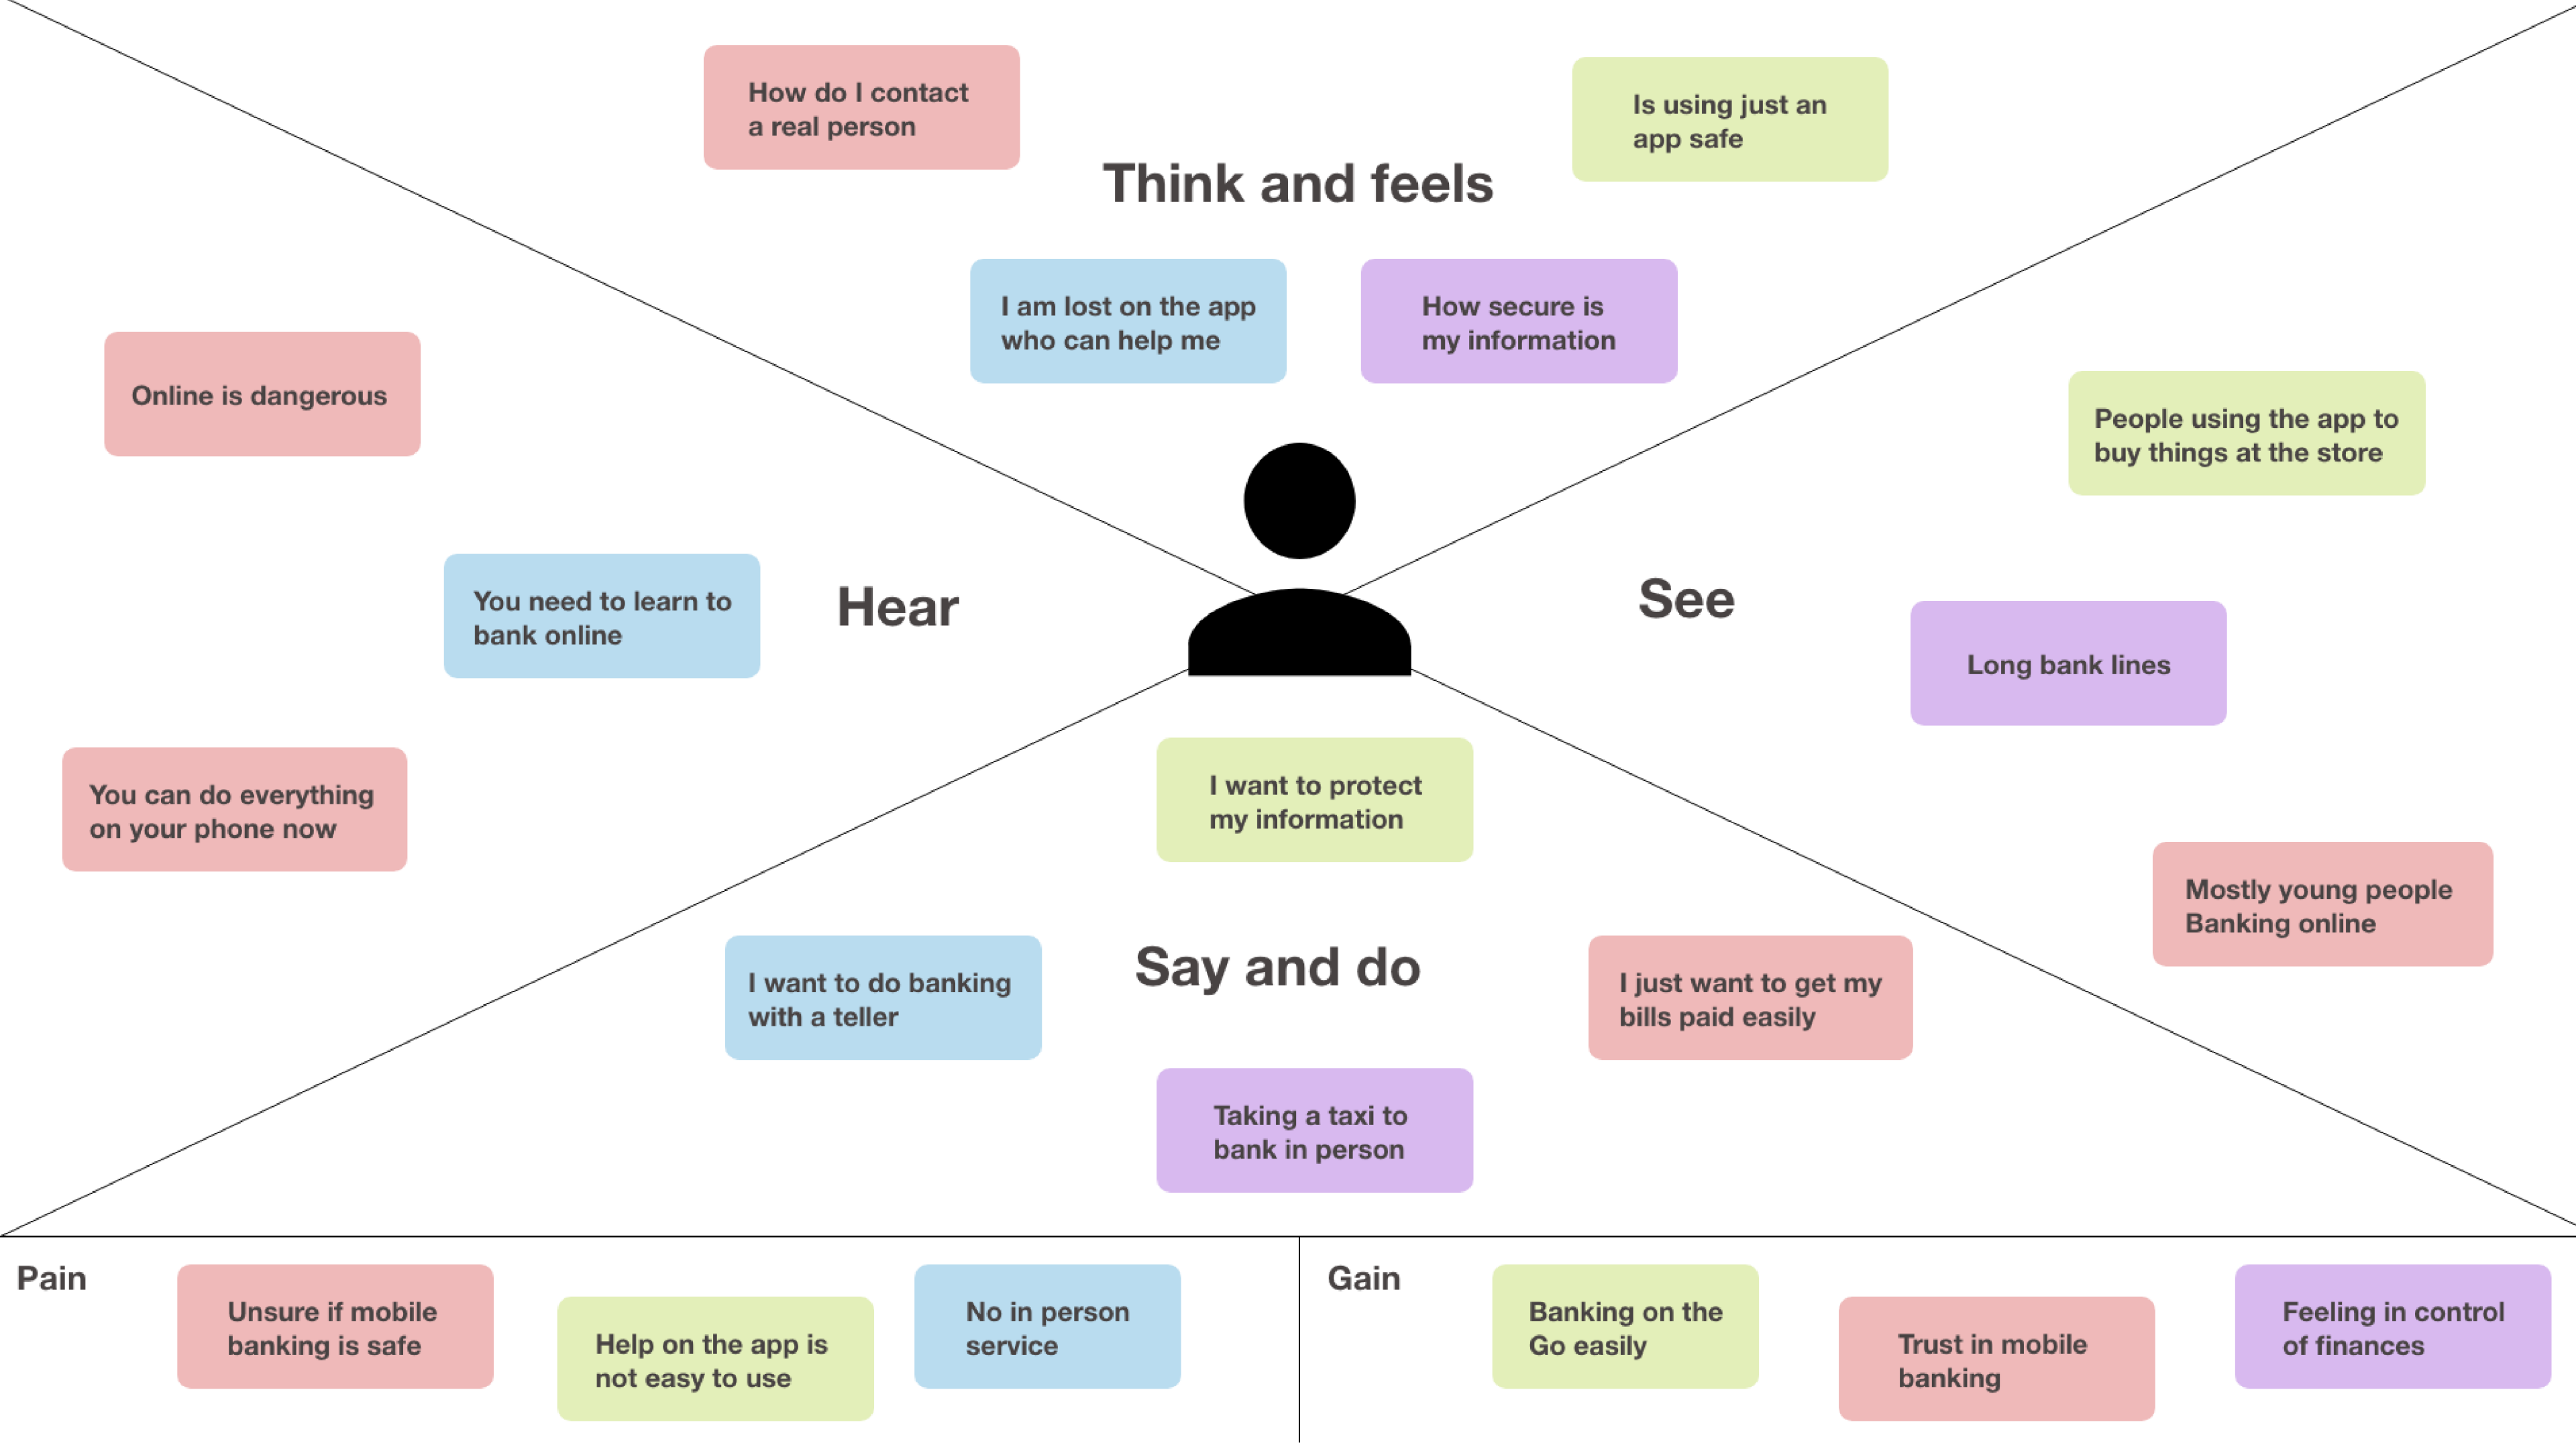 How do I contact
a real person
Is using just an
app safe
Think and feels
I am lost on the app
who can help me
How secure is
my information
Online is dangerous
You need to learn to
bank online
You can do everything
on your phone now
Hear
See
People using the app to
buy things at the store
Long bank lines
Mostly young people
Banking online
I want to protect
my information
Say and do
I want to do banking
with a teller
I just want to get my
bills paid easily
Taking a taxi to
bank in person
Pain
Unsure if mobile
banking is safe
Help on the app is
not easy to use
No in person
service
Gain
Banking on the
Go easily
Trust in mobile
banking
Feeling in control
of finances